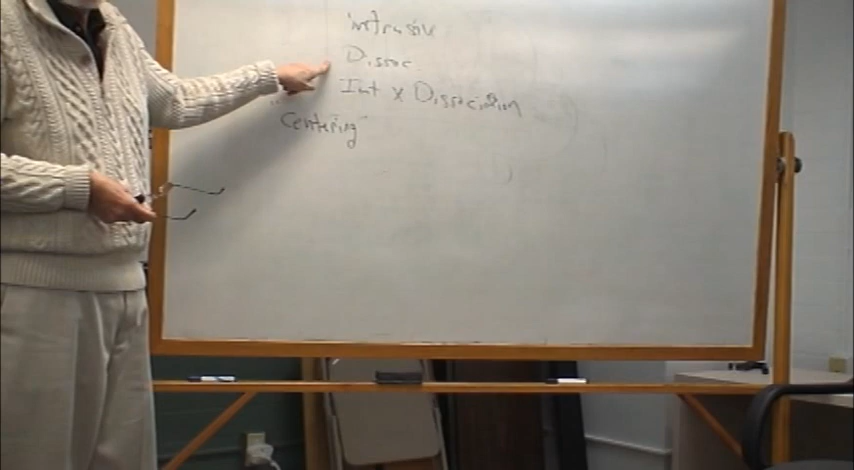 intrusive
Dissoc
Int x Dissociation
"Centering"